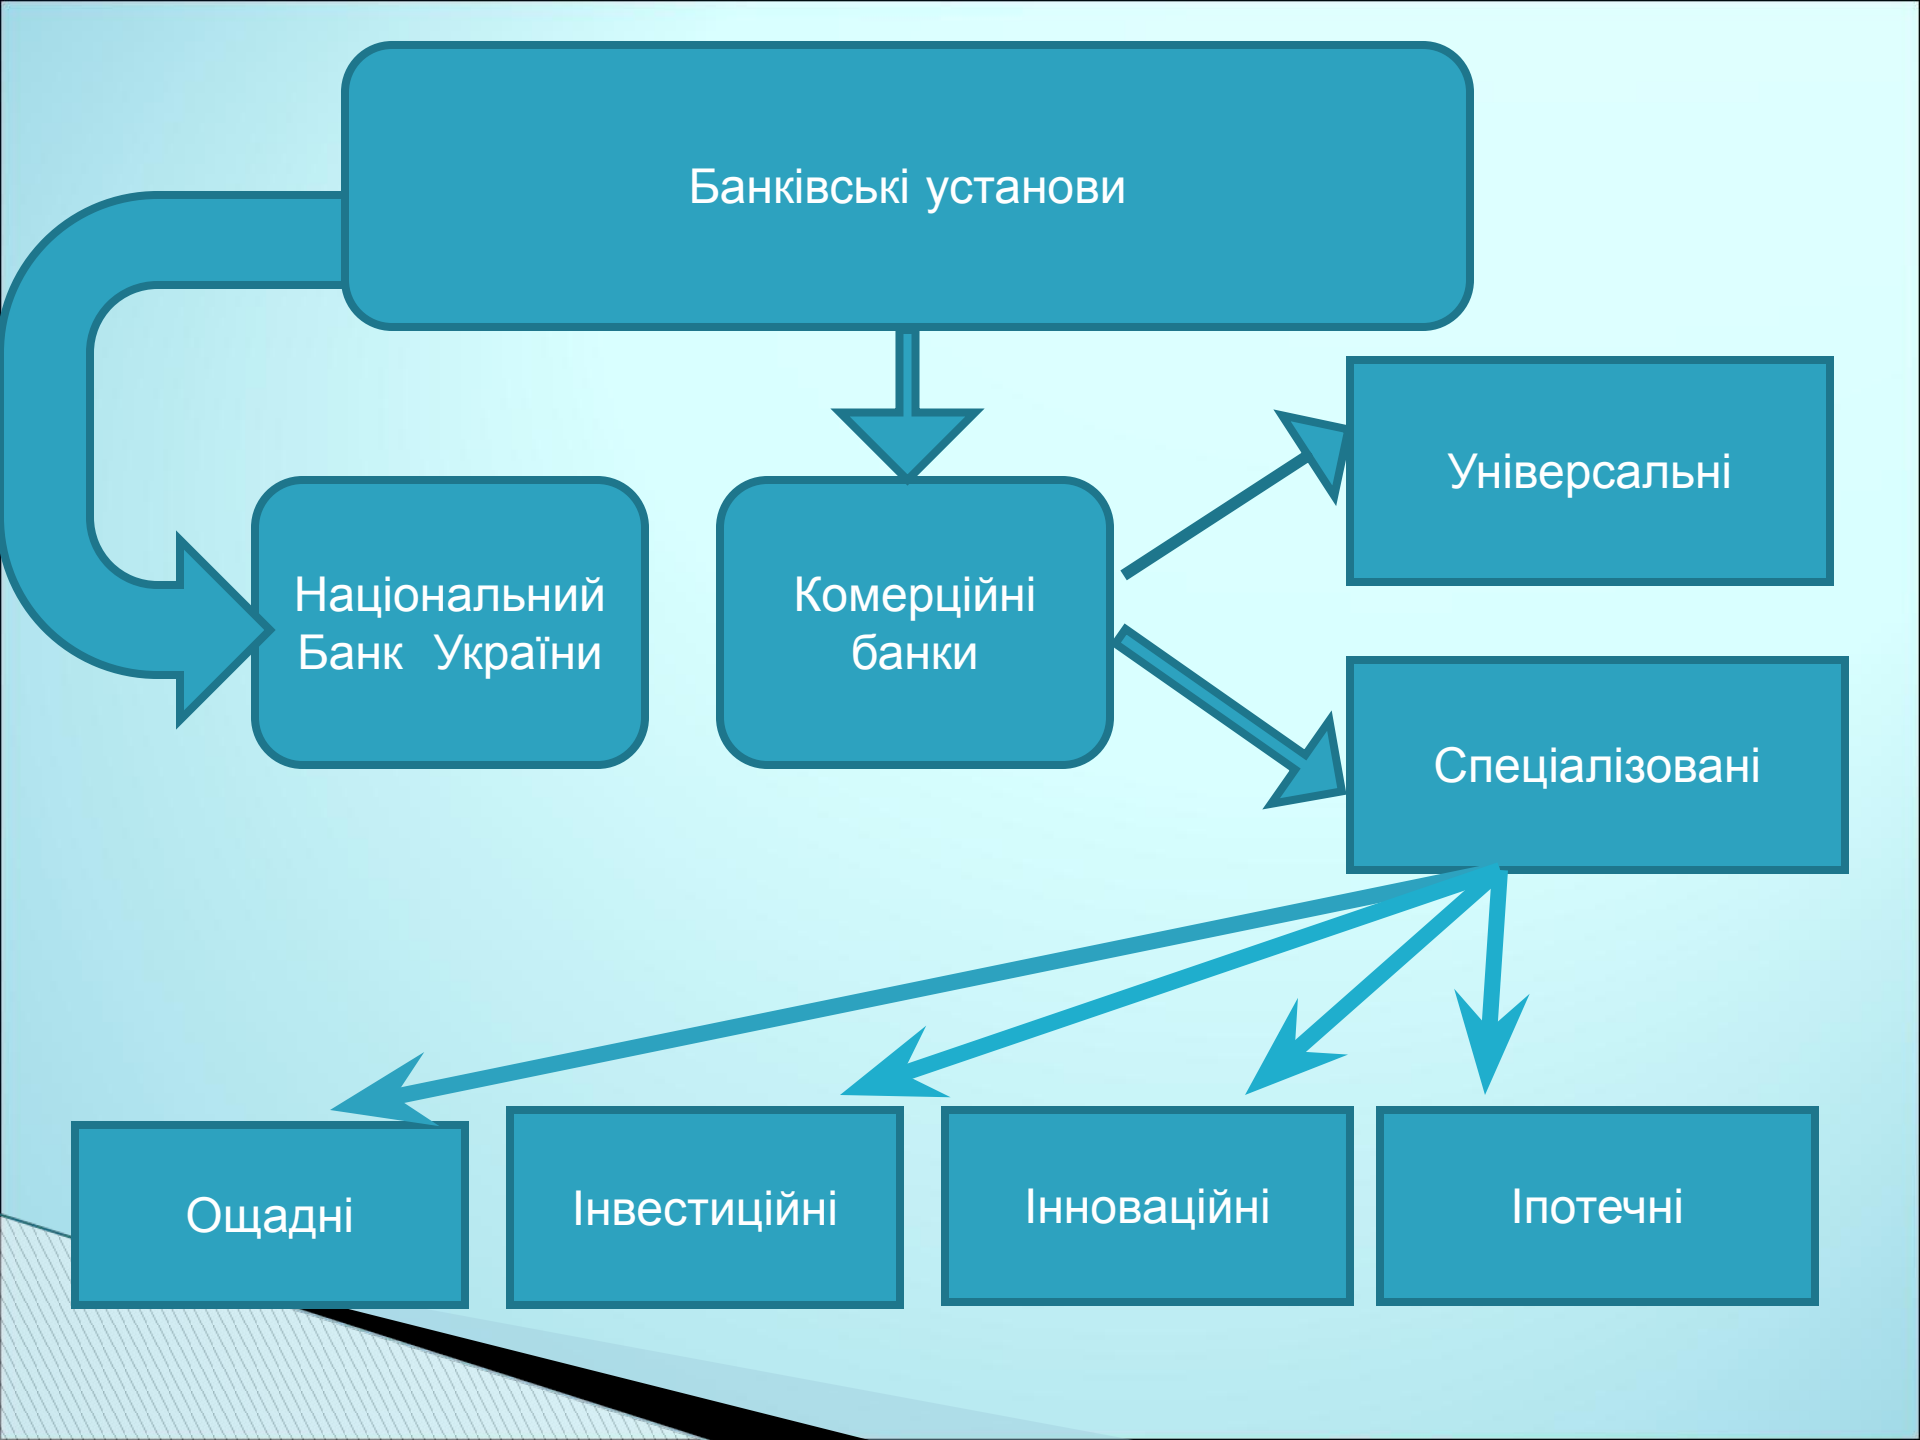 Банківські установи
Національний
Банк України
Комерційні
банки
Універсальні
Спеціалізовані
Ощадні
Інвестиційні
Інноваційні
Іпотечні